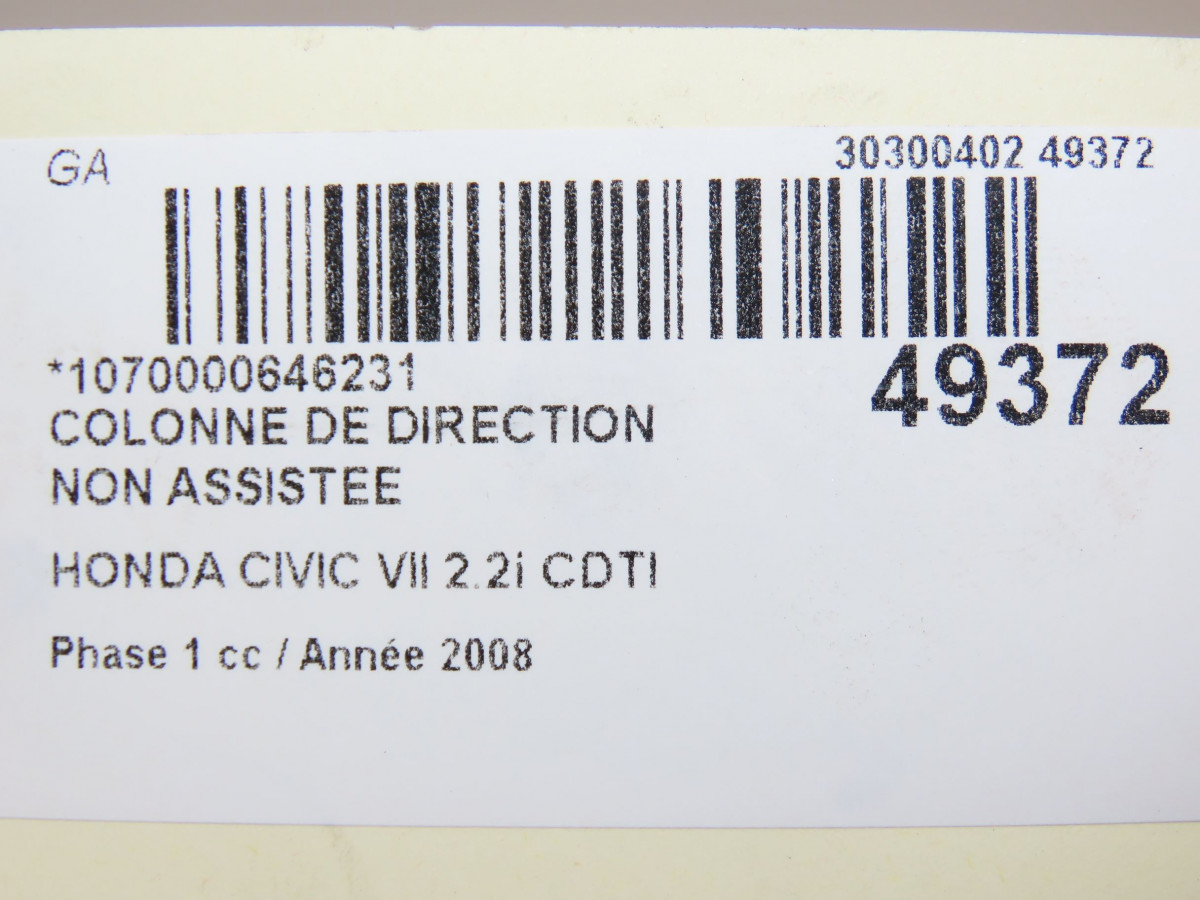 GA
30300402 49372
*1070000646231
49372
COLONNE DE DIRECTION
NON ASSISTEE
HONDA CIVIC VII 2.2i CDTI
Phase 1 cc / Année 2008